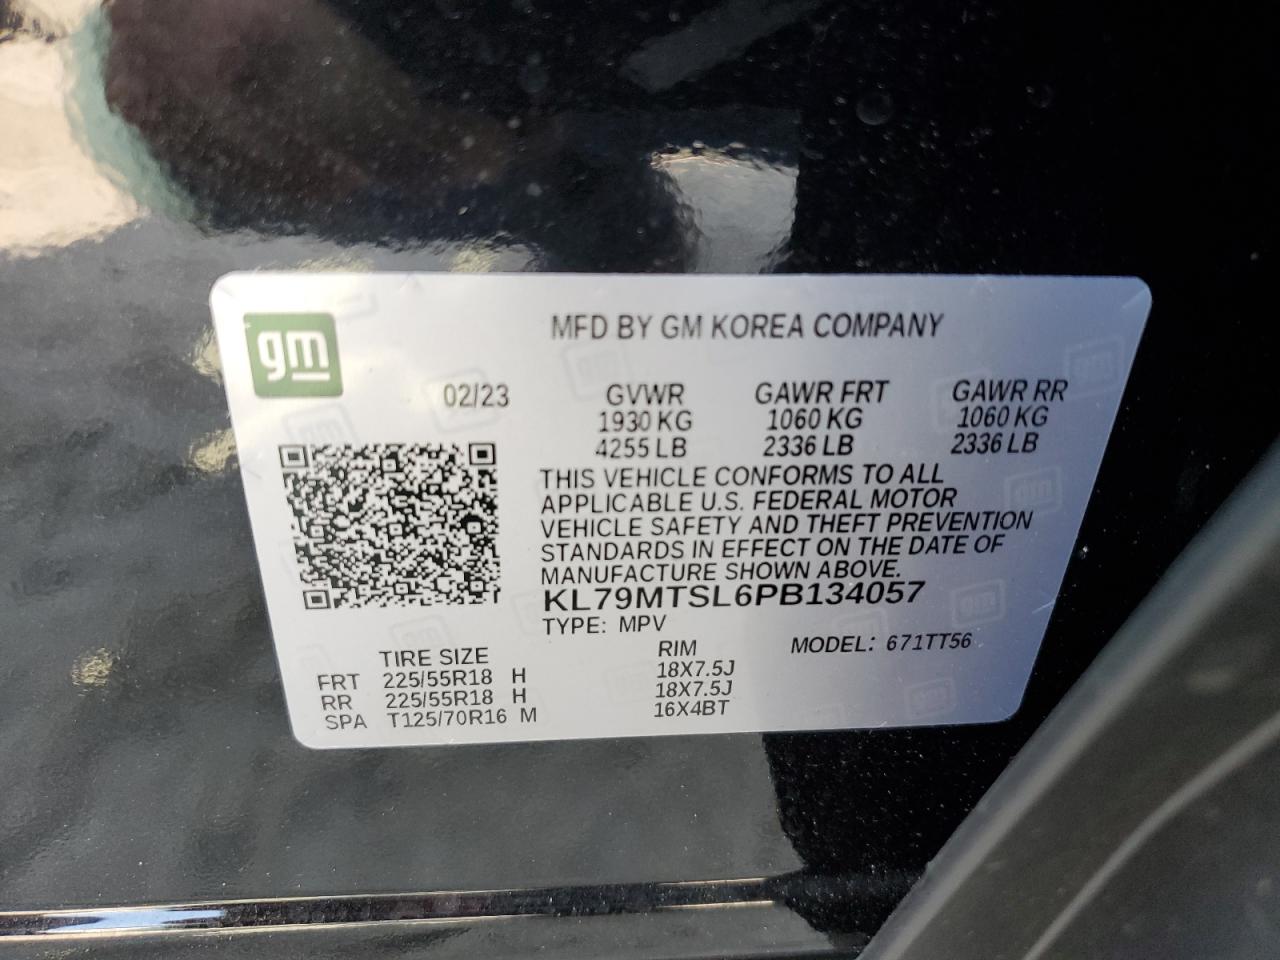 gm
MFD BY GM KOREA COMPANY
02/23 GVWR GAWR FRT GAWR RR
1930 KG 1060 KG 1060 KG
4255 LB 2336 LB 2336 LB
THIS VEHICLE CONFORMS TO ALL
APPLICABLE U.S. FEDERAL MOTOR
VEHICLE SAFETY AND THEFT PREVENTION
STANDARDS IN EFFECT ON THE DATE OF
MANUFACTURE SHOWN ABOVE.
KL79MTSL6PB134057
TYPE: MPV MODEL: 671TT56
TIRE SIZE RIM
FRT 225/55R18 H 18X7.5J
RR 225/55R18 H 18X7.5J
SPA T125/70R16 M 16X4BT